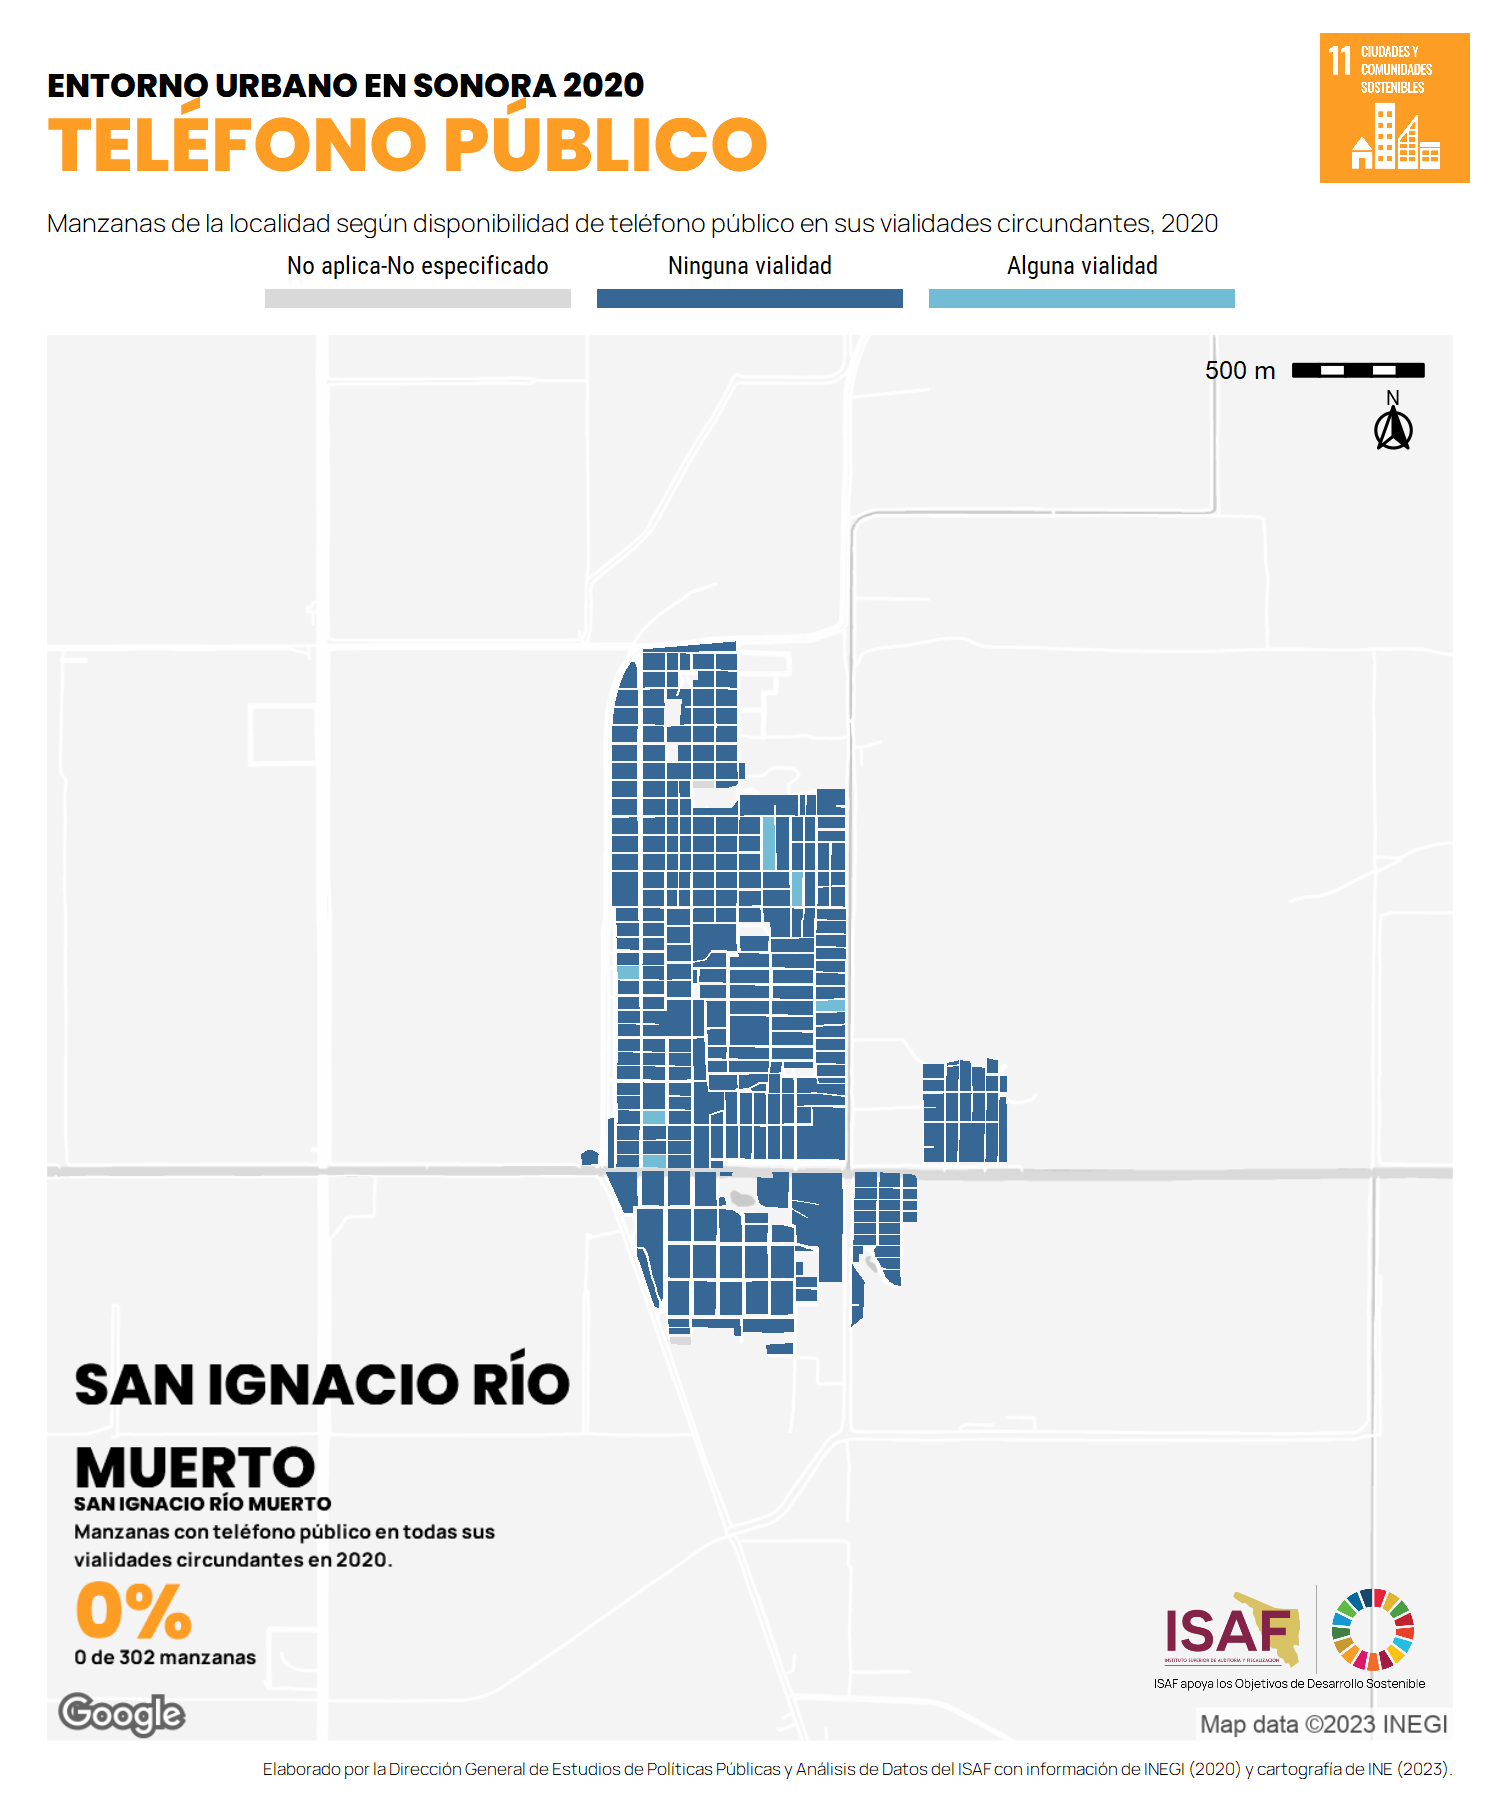 ENTORNO URBANO EN SONORA 2020
TELÉFONO PÚBLICO
11 CIUDADES Y
COMUNIDADES
SOSTENIBLES
Manzanas de la localidad según disponibilidad de teléfono público en sus vialidades circundantes, 2020
No aplica-No especificado
Ninguna vialidad
Alguna vialidad
500 m
N
SAN IGNACIO RÍO
MUERTO
SAN IGNACIO RÍO MUERTO
Manzanas con teléfono público en todas sus
vialidades circundantes en 2020.
0%
0 de 302 manzanas
Google
ISAF
INSTITUTO SUPERIOR DE AUDITORÍA Y FISCALIZACIÓN
ISAF apoya los Objetivos de Desarrollo Sostenible
Map data ©2023 INEGI
Elaborado por la Dirección General de Estudios de Políticas Públicas y Análisis de Datos del ISAF con información de INEGI (2020) y cartografía de INE (2023).